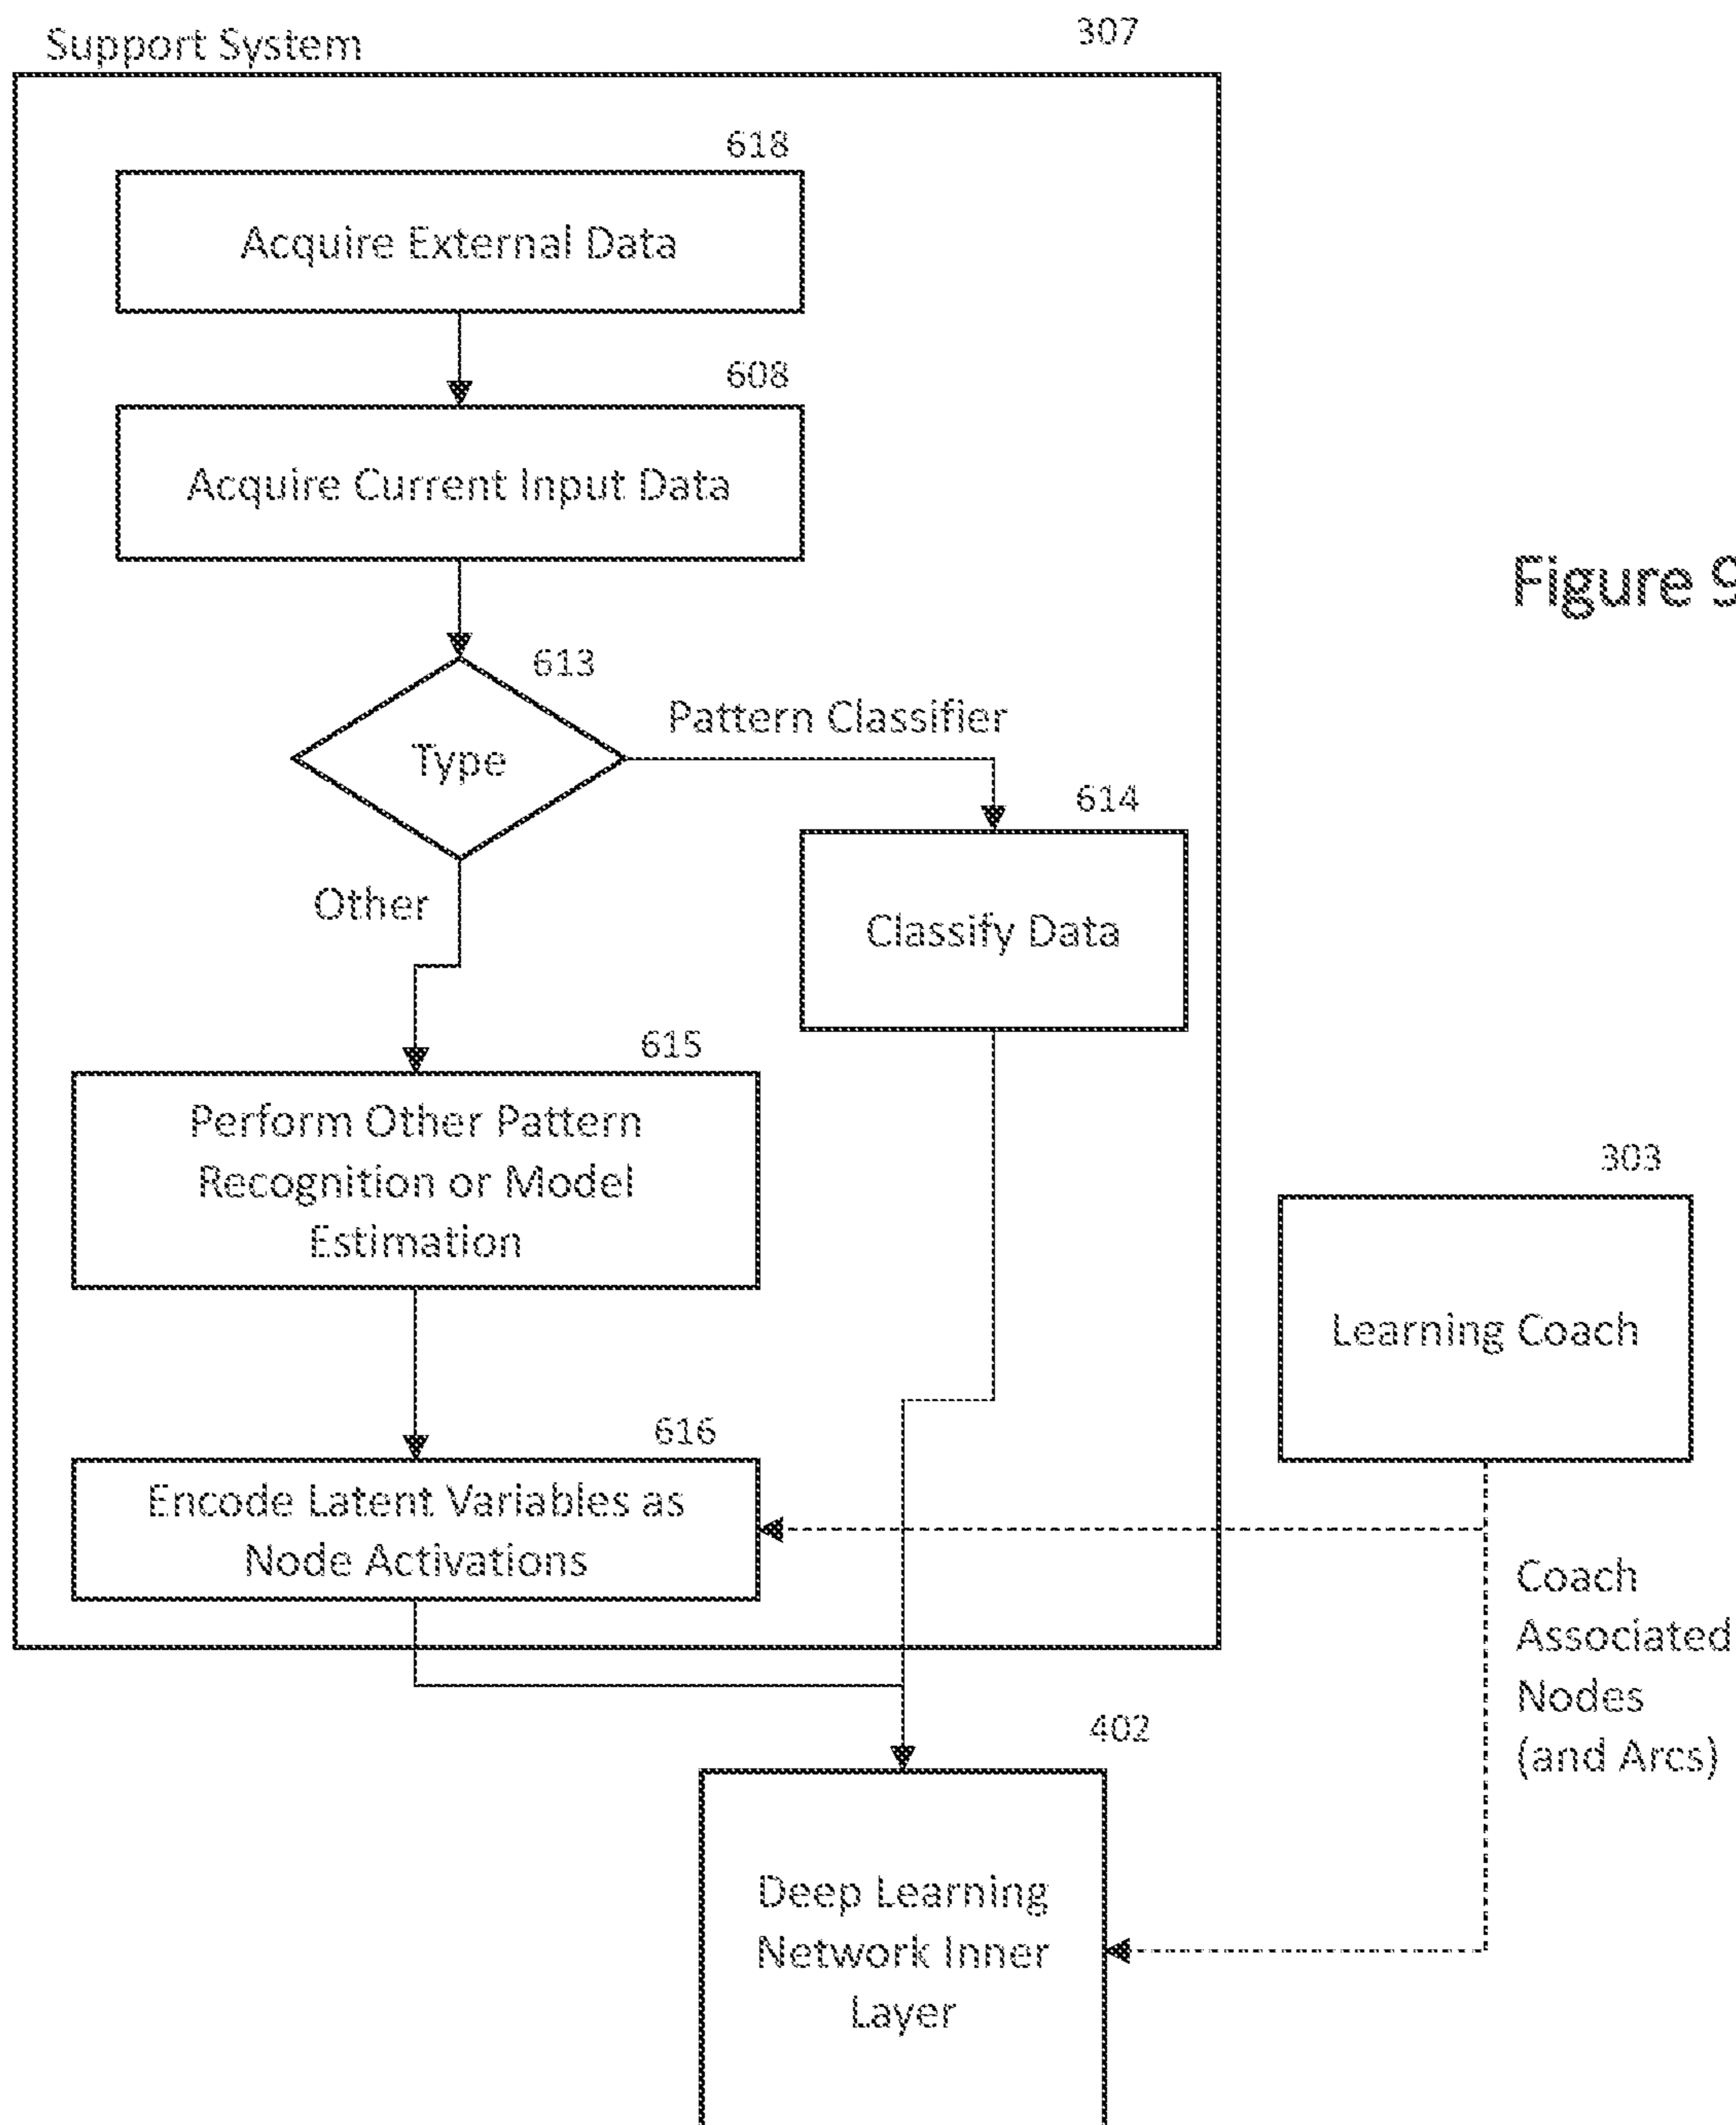 Support System
307
618
Acquire External Data
608
Acquire Current Input Data
Figure 9
613
Type
Pattern Classifier
614
Classify Data
Other
615
Perform Other Pattern
Recognition or Model
Estimation
303
Learning Coach
616
Encode Latent Variables as
Node Activations
Coach
Associated
Nodes
(and Arcs)
402
Deep Learning
Network Inner
Layer